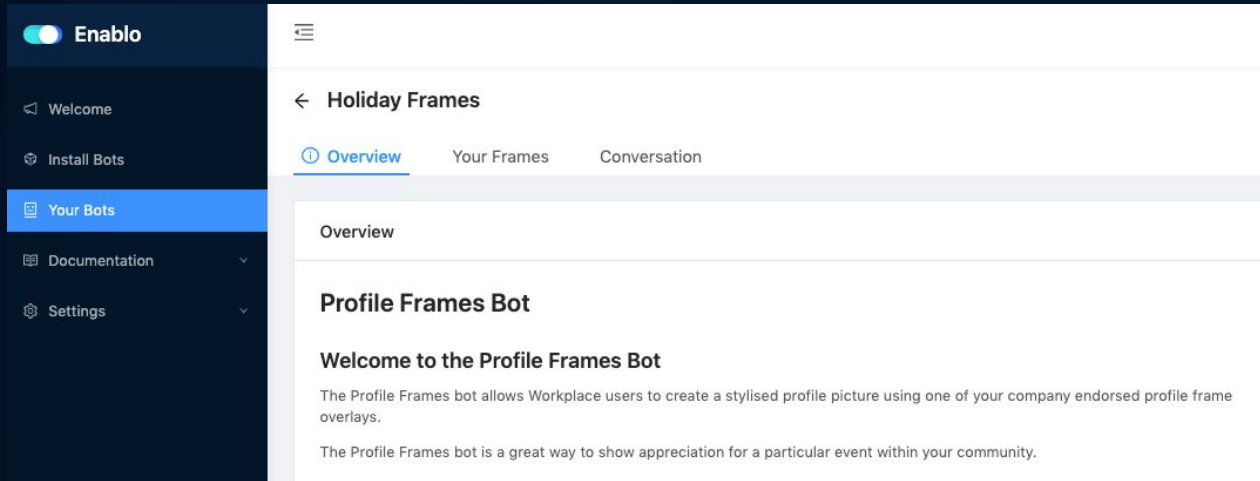 Enablo
Welcome
Install Bots
Your Bots
Documentation
Settings
Holiday Frames
Overview
Your Frames
Conversation
Overview
Profile Frames Bot
Welcome to the Profile Frames Bot
The Profile Frames bot allows Workplace users to create a stylised profile picture using one of your company endorsed profile frame
overlays.
The Profile Frames bot is a great way to show appreciation for a particular event within your community.